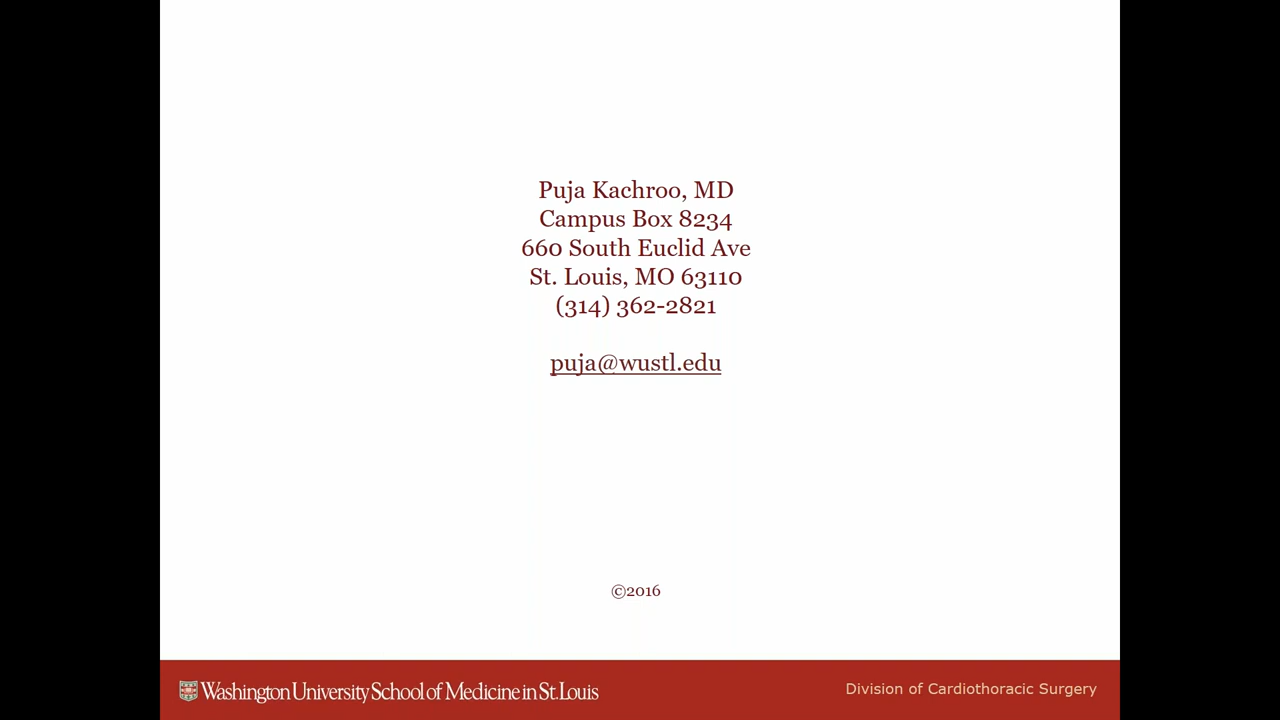 Puja Kachroo, MD
Campus Box 8234
660 South Euclid Ave
St. Louis, MO 63110
(314) 362-2821
puja@wustl.edu
©2016
Washington University School of Medicine in St. Louis
Division of Cardiothoracic Surgery